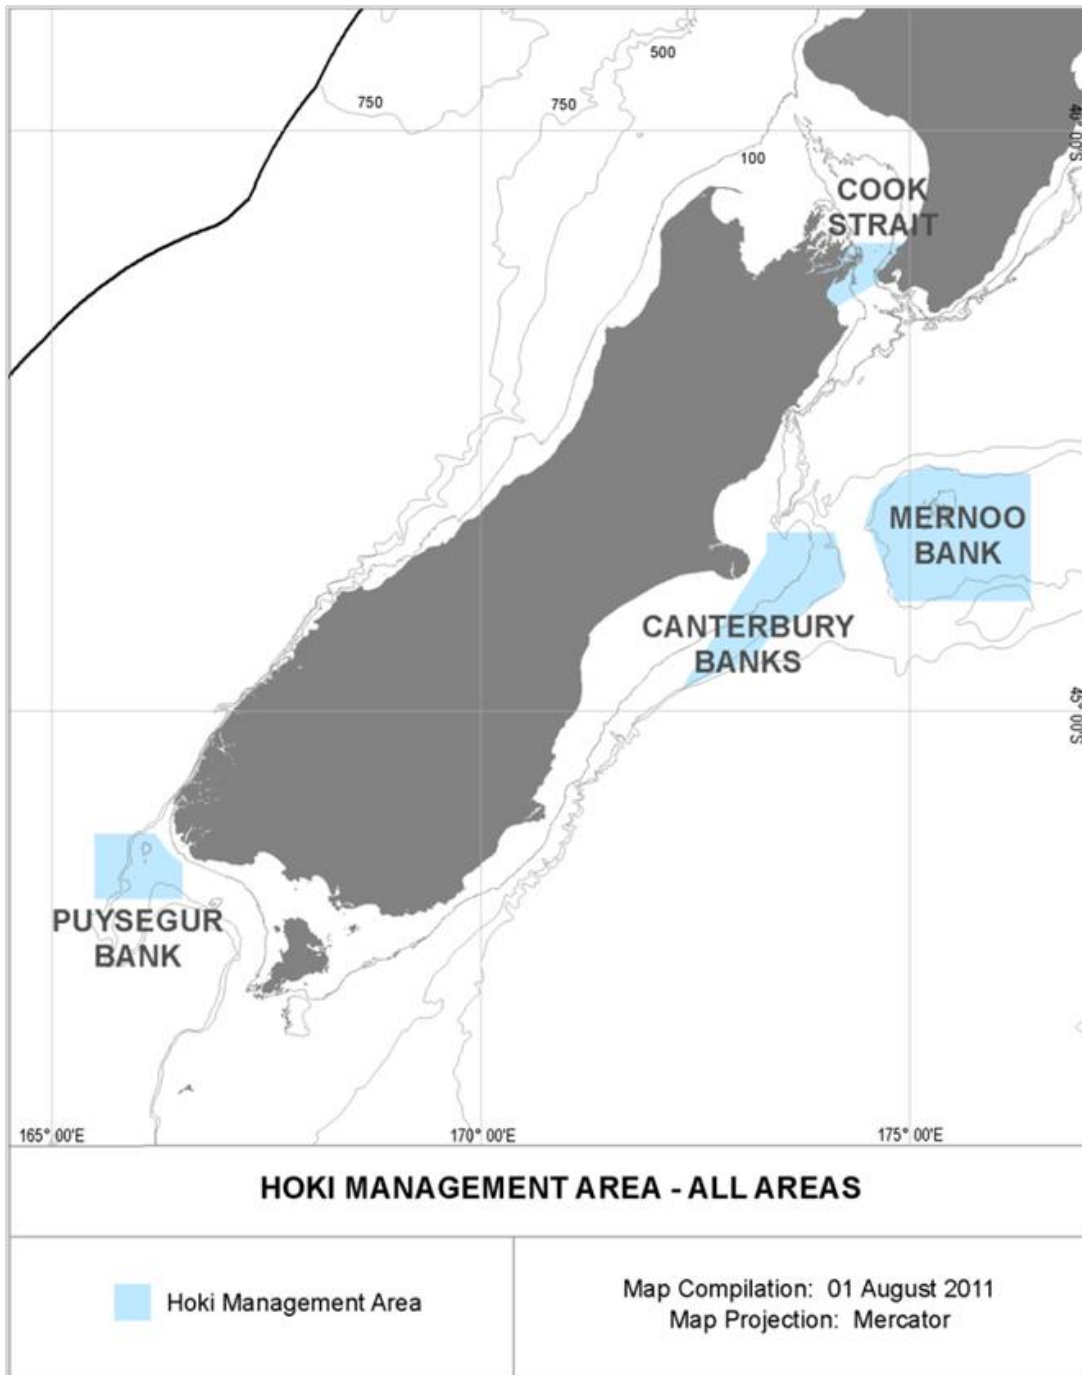 500
750
750
100
40° 00'S
COOK
STRAIT
MERNOO
BANK
CANTERBURY
BANKS
45° 00'S
PUYSEGUR
BANK
165° 00'E
170° 00'E
175° 00'E
HOKI MANAGEMENT AREA - ALL AREAS
Hoki Management Area
Map Compilation: 01 August 2011
Map Projection: Mercator